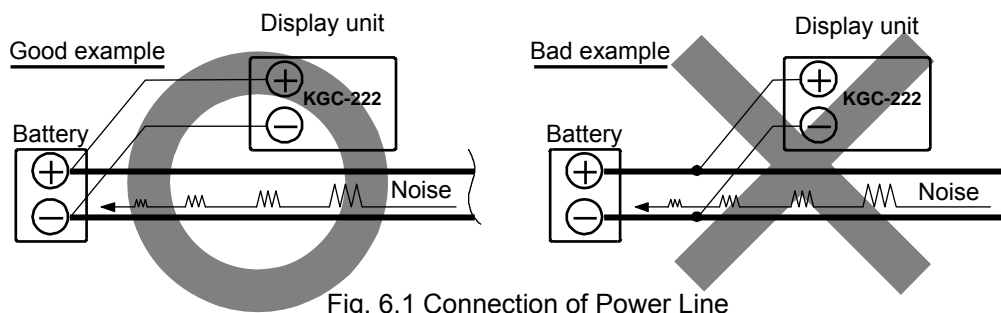 Display unit
Good example
+
KGC-222
−
Battery
+
Noise
−
Display unit
Bad example
+
KGC-222
−
Battery
+
Noise
−
Fig. 6.1 Connection of Power Line